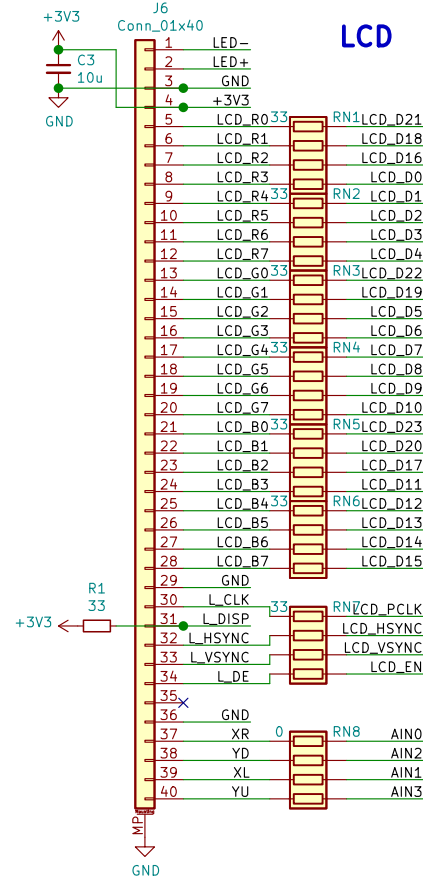 +3V3
J6
Conn_01x40
LCD
C3
10u
GND
1 LED-
2 LED+
3 GND
4 +3V3
5 LCD_R0 33 RN1 LCD_D21
6 LCD_R1 LCD_D18
7 LCD_R2 LCD_D16
8 LCD_R3 LCD_D0
9 LCD_R4 33 RN2 LCD_D1
10 LCD_R5 LCD_D2
11 LCD_R6 LCD_D3
12 LCD_R7 LCD_D4
13 LCD_G0 33 RN3 LCD_D22
14 LCD_G1 LCD_D19
15 LCD_G2 LCD_D5
16 LCD_G3 LCD_D6
17 LCD_G4 33 RN4 LCD_D7
18 LCD_G5 LCD_D8
19 LCD_G6 LCD_D9
20 LCD_G7 LCD_D10
21 LCD_B0 33 RN5 LCD_D23
22 LCD_B1 LCD_D20
23 LCD_B2 LCD_D17
24 LCD_B3 LCD_D11
25 LCD_B4 33 RN6 LCD_D12
26 LCD_B5 LCD_D13
27 LCD_B6 LCD_D14
28 LCD_B7 LCD_D15
29 GND
30 L_CLK 33 RN7 LCD_PCLK
R1
33
+3V3
31 L_DISP LCD_HSYNC
32 L_HSYNC LCD_VSYNC
33 L_VSYNC LCD_EN
34 L_DE
35
36 GND
37 XR 0 RN8 AIN0
38 YD AIN2
39 XL AIN1
40 YU AIN3
MP
GND